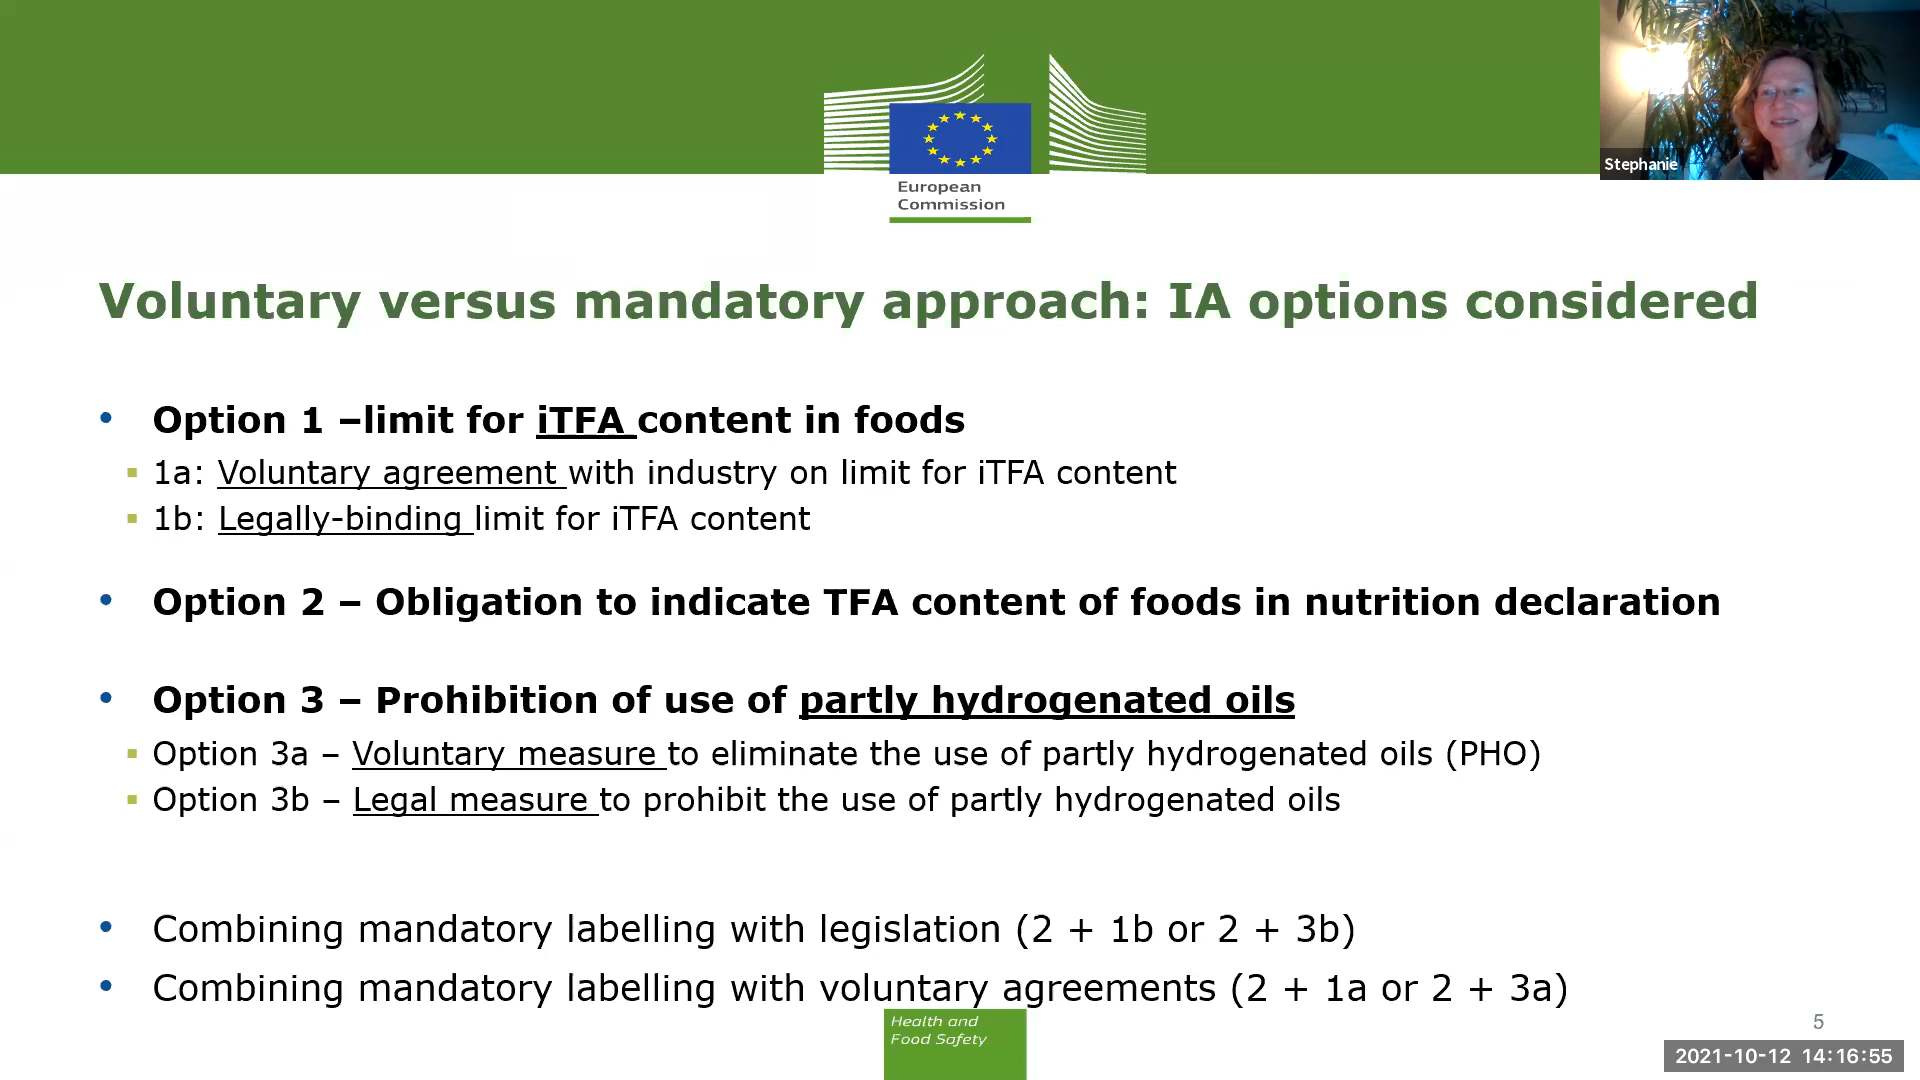 Stephanie
European
Commission
Voluntary versus mandatory approach: IA options considered
• Option 1 –limit for iTFA content in foods
▪ 1a: Voluntary agreement with industry on limit for iTFA content
▪ 1b: Legally-binding limit for iTFA content
• Option 2 – Obligation to indicate TFA content of foods in nutrition declaration
• Option 3 – Prohibition of use of partly hydrogenated oils
▪ Option 3a – Voluntary measure to eliminate the use of partly hydrogenated oils (PHO)
▪ Option 3b – Legal measure to prohibit the use of partly hydrogenated oils
• Combining mandatory labelling with legislation (2 + 1b or 2 + 3b)
• Combining mandatory labelling with voluntary agreements (2 + 1a or 2 + 3a)
Health and
Food Safety
5
2021-10-12 14:16:55